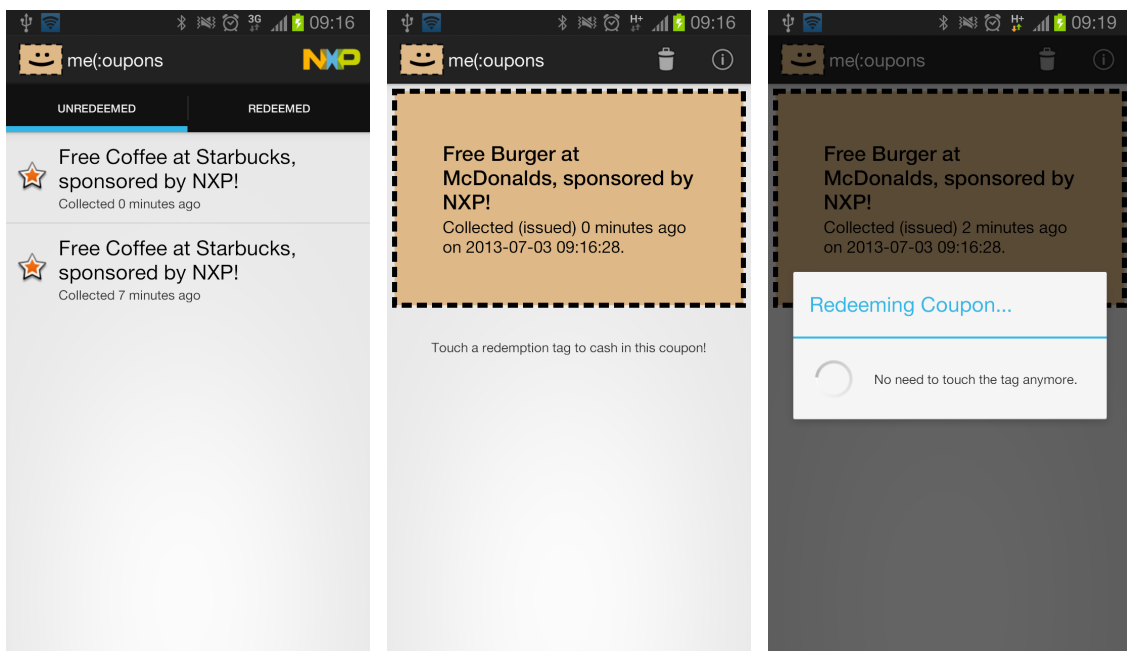 3G 09:16
me(:oupons NXP
UNREDEEMED REDEEMED
Free Coffee at Starbucks,
sponsored by NXP!
Collected 0 minutes ago
Free Coffee at Starbucks,
sponsored by NXP!
Collected 7 minutes ago
H+ 09:16
me(:oupons
Free Burger at
McDonalds, sponsored by
NXP!
Collected (issued) 0 minutes ago
on 2013-07-03 09:16:28.
Touch a redemption tag to cash in this coupon!
H+ 09:19
me(:oupons
Free Burger at
McDonalds, sponsored by
NXP!
Collected (issued) 2 minutes ago
on 2013-07-03 09:16:28.
Redeeming Coupon...
No need to touch the tag anymore.